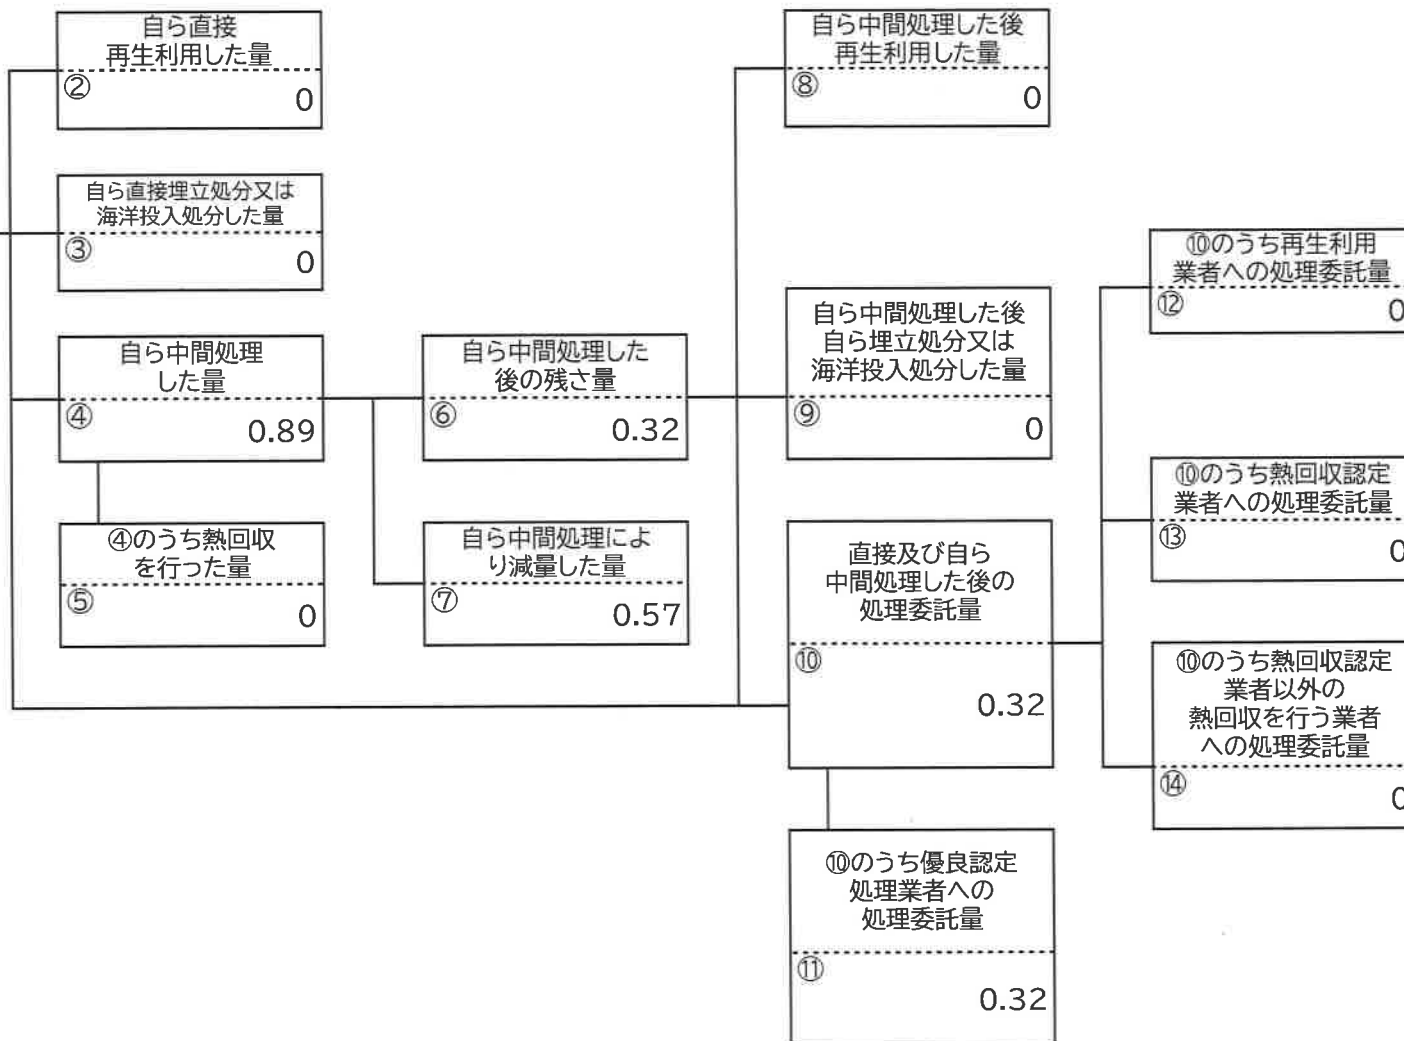 自ら直接
再生利用した量
②
0
自ら直接埋立処分又は
海洋投入処分した量
③
0
自ら中間処理
した量
④
0.89
④のうち熱回収
を行った量
⑤
0
自ら中間処理した
後の残さ量
⑥
0.32
自ら中間処理によ
り減量した量
⑦
0.57
自ら中間処理した後
再生利用した量
⑧
0
自ら中間処理した後
自ら埋立処分又は
海洋投入処分した量
⑨
0
直接及び自ら
中間処理した後の
処理委託量
⑩
0.32
⑩のうち優良認定
処理業者への
処理委託量
⑪
0.32
⑩のうち再生利用
業者への処理委託量
⑫
0
⑩のうち熱回収認定
業者への処理委託量
⑬
0
⑩のうち熱回収認定
業者以外の
熱回収を行う業者
への処理委託量
⑭
0